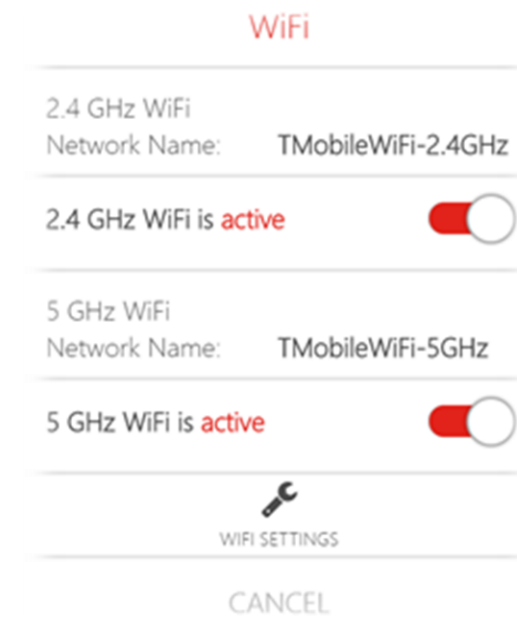 WiFi
2.4 GHz WiFi
Network Name: TMobileWiFi-2.4GHz
2.4 GHz WiFi is active
5 GHz WiFi
Network Name: TMobileWiFi-5GHz
5 GHz WiFi is active
WIFI SETTINGS
CANCEL